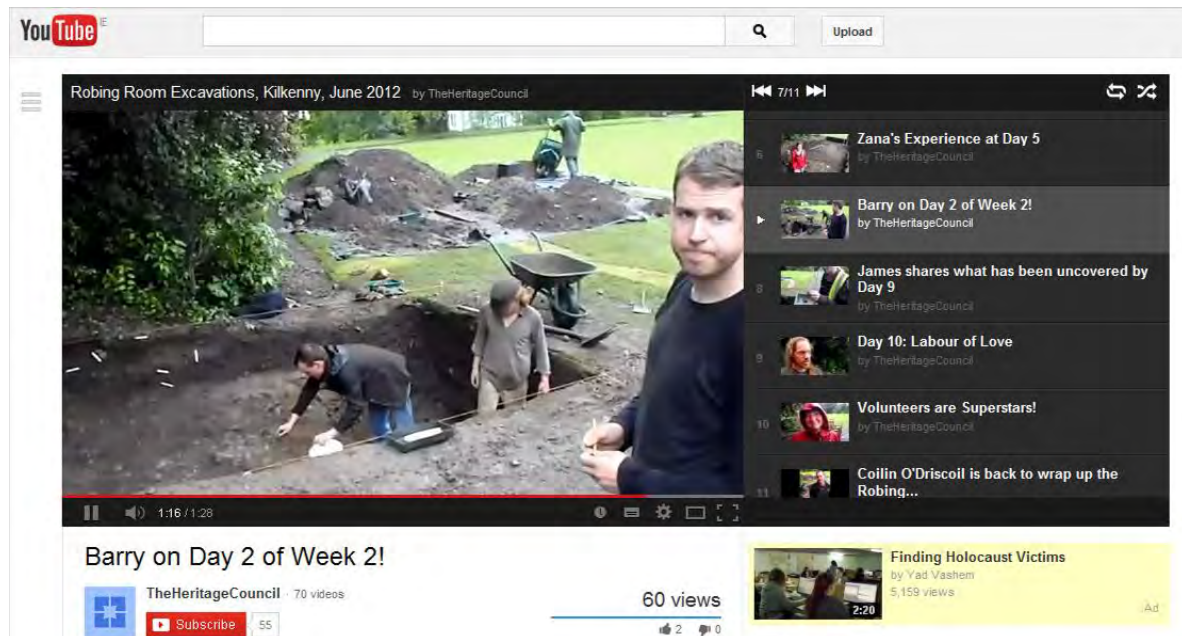 YouTube IE
Upload
Robing Room Excavations, Kilkenny, June 2012 by TheHeritageCouncil
7/11
6
Zana's Experience at Day 5
by TheHeritageCouncil
Barry on Day 2 of Week 2!
by TheHeritageCouncil
8
James shares what has been uncovered by
Day 9
by TheHeritageCouncil
9
Day 10: Labour of Love
by TheHeritageCouncil
10
Volunteers are Superstars!
by TheHeritageCouncil
11
Coilin O'Driscoil is back to wrap up the
Robing...
1:16 / 1:28
Barry on Day 2 of Week 2!
TheHeritageCouncil · 70 videos
Subscribe 55
60 views
2 0
Finding Holocaust Victims
by Yad Vashem
5,159 views
2:20
Ad